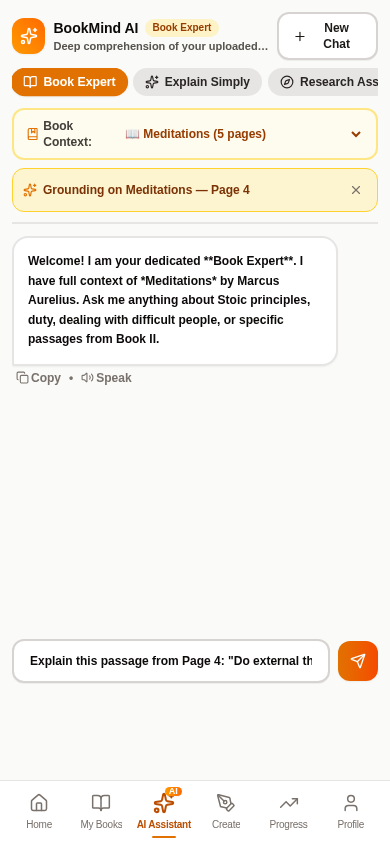 BookMind AI Book Expert
Deep comprehension of your uploaded...
New
Chat
Book Expert Explain Simply Research Ass
Book
Context:
📖 Meditations (5 pages)
Grounding on Meditations — Page 4
Welcome! I am your dedicated **Book Expert**. I
have full context of *Meditations* by Marcus
Aurelius. Ask me anything about Stoic principles,
duty, dealing with difficult people, or specific
passages from Book II.
Copy • Speak
Explain this passage from Page 4: "Do external th
AI
Home My Books AI Assistant Create Progress Profile